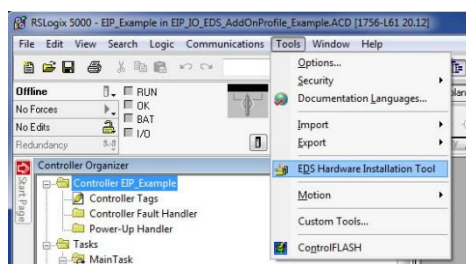 RSLogix 5000 - EIP_Example in EIP_IO_EDS_AddOnProfile_Example.ACD [1756-L61 20.12]
File Edit View Search Logic Communications Tools Window Help
Offline
RUN
No Forces
OK
No Edits
BAT
Redundancy
I/O
Options...
Security
Documentation Languages...
Import
Export
EDS Hardware Installation Tool
Motion
Custom Tools...
ControlFLASH
Start Page
Controller Organizer
Controller EIP_Example
Controller Tags
Controller Fault Handler
Power-Up Handler
Tasks
MainTask